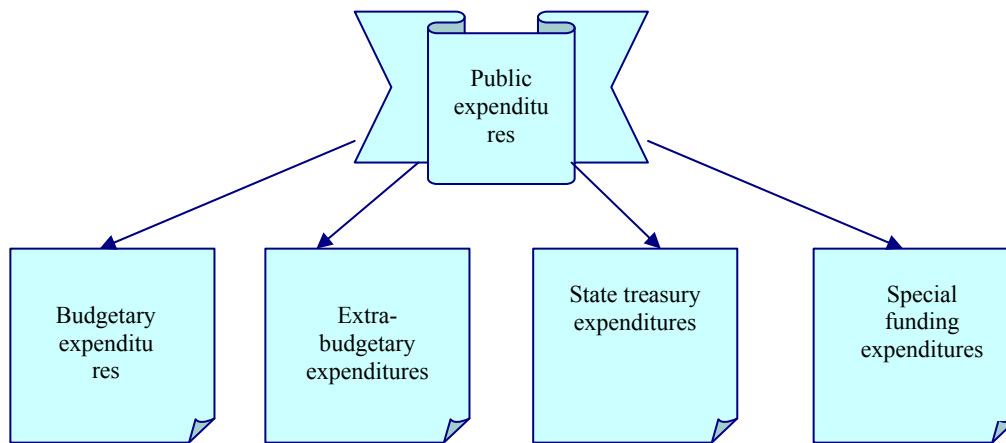 Public
expenditu
res
Budgetary
expenditu
res
Extra-
budgetary
expenditures
State treasury
expenditures
Special
funding
expenditures